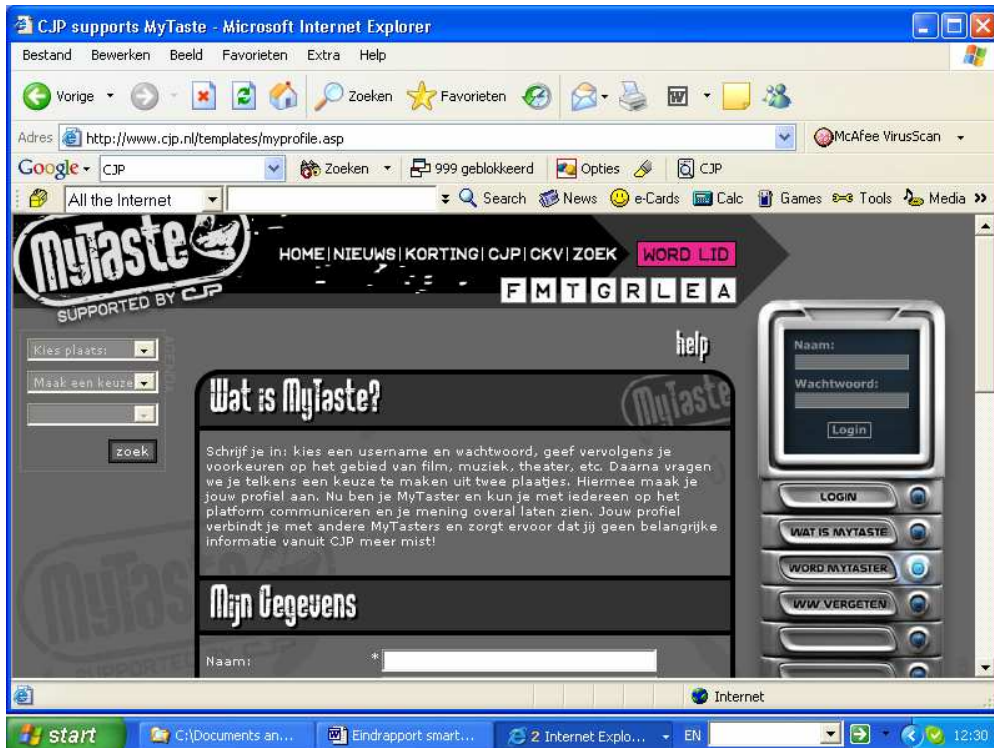 CJP supports MyTaste - Microsoft Internet Explorer
Bestand Bewerken Beeld Favorieten Extra Help
Vorige Zoeken Favorieten
Adres http://www.cjp.nl/templates/myprofile.asp McAfee VirusScan
Google CJP Zoeken 999 geblokkeerd Opties CJP
All the Internet Search News e-Cards Calc Games Tools Media
MyTaste
SUPPORTED BY CJP
HOME|NIEUWS|KORTING|CJP|CKV|ZOEK WORD LID
F M T G R L E A
help
Kies plaats:
Maak een keuze
AGENDA
zoek
Wat is MyTaste?
MyTaste
Schrijf je in: kies een username en wachtwoord, geef vervolgens je
voorkeuren op het gebied van film, muziek, theater, etc. Daarna vragen
we je telkens een keuze te maken uit twee plaatjes. Hiermee maak je
jouw profiel aan. Nu ben je MyTaster en kun je met iedereen op het
platform communiceren en je mening overal laten zien. Jouw profiel
verbindt je met andere MyTasters en zorgt ervoor dat jij geen belangrijke
informatie vanuit CJP meer mist!
Mijn Gegevens
Naam: *
Naam:
Wachtwoord:
Login
LOGIN
WAT IS MYTASTE
WORD MYTASTER
WW VERGETEN
Internet
start C:\Documents an... Eindrapport smart... 2 Internet Explo... EN 12:30